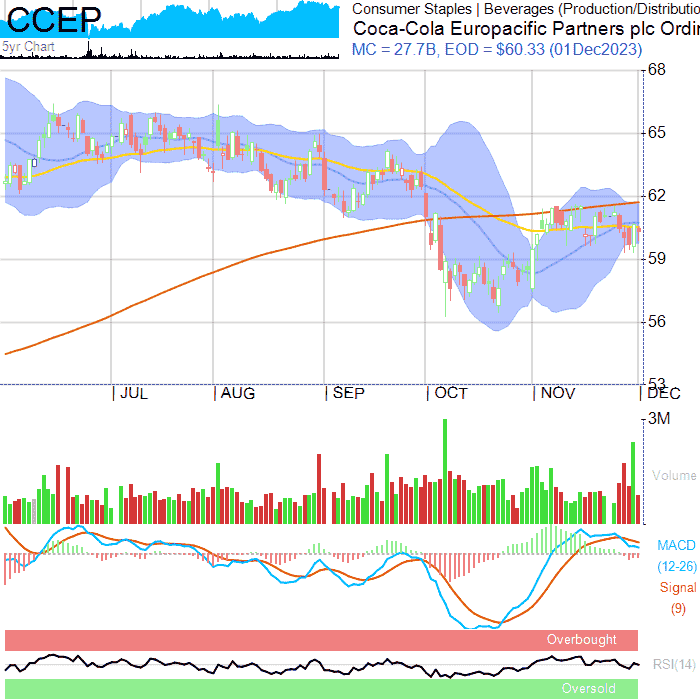 CCEP
5yr Chart
Consumer Staples | Beverages (Production/Distributio
Coca-Cola Europacific Partners plc Ordin
MC = 27.7B, EOD = $60.33 (01Dec2023)
68
65
62
59
56
53
JUL AUG SEP OCT NOV DEC
3M
Volume
MACD
(12-26)
Signal
(9)
Overbought
RSI(14)
Oversold